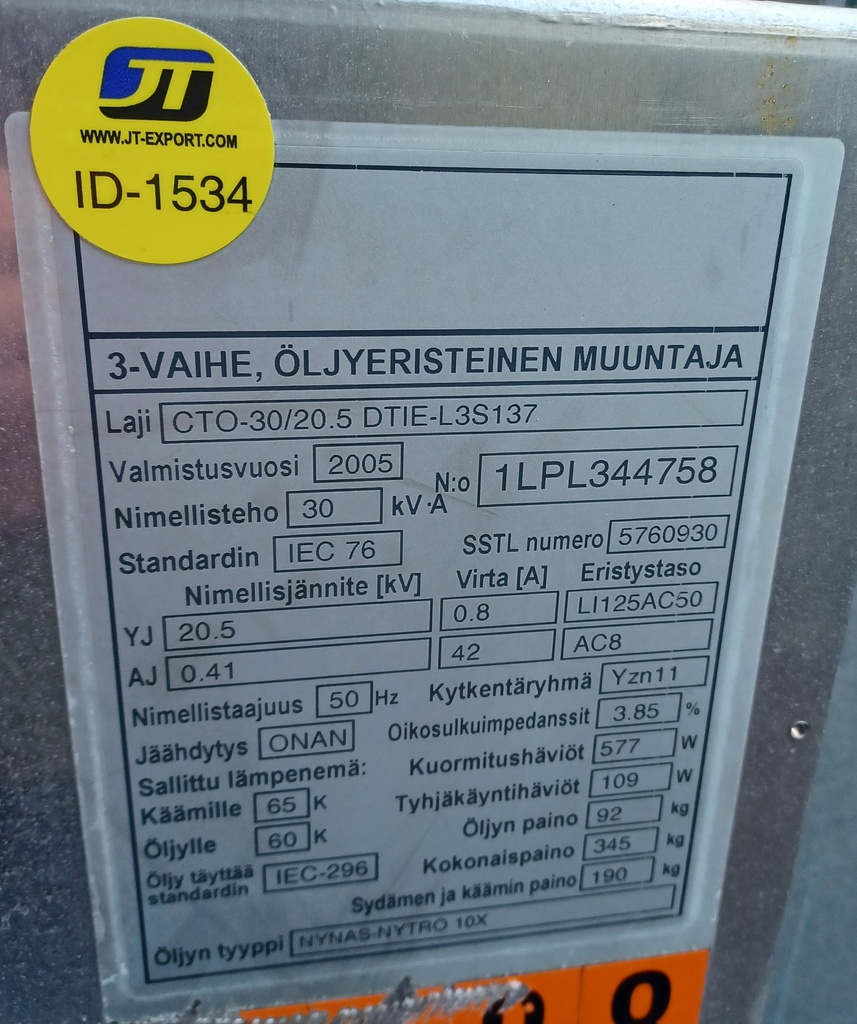 JT
WWW.JT-EXPORT.COM
ID-1534
3-VAIHE, ÖLJYERISTEINEN MUUNTAJA
Laji CTO-30/20.5 DTIE-L3S137
Valmistusvuosi 2005 N:o 1LPL344758
Nimellisteho 30 kV·A
Standardin IEC 76 SSTL numero 5760930
Nimellisjännite [kV] Virta [A] Eristystaso
YJ 20.5 0.8 LI125AC50
AJ 0.41 42 AC8
Nimellistaajuus 50 Hz Kytkentäryhmä Yzn11
Jäähdytys ONAN Oikosulkuimpedanssit 3.85 %
Sallittu lämpenemä: Kuormitushäviöt 577 W
Käämille 65 K Tyhjäkäyntihäviöt 109 W
Öljylle 60 K Öljyn paino 92 kg
Öljy täyttää standardin IEC-296 Kokonaispaino 345 kg
Sydämen ja käämin paino 190 kg
Öljyn tyyppi NYNAS-NYTRO 10X